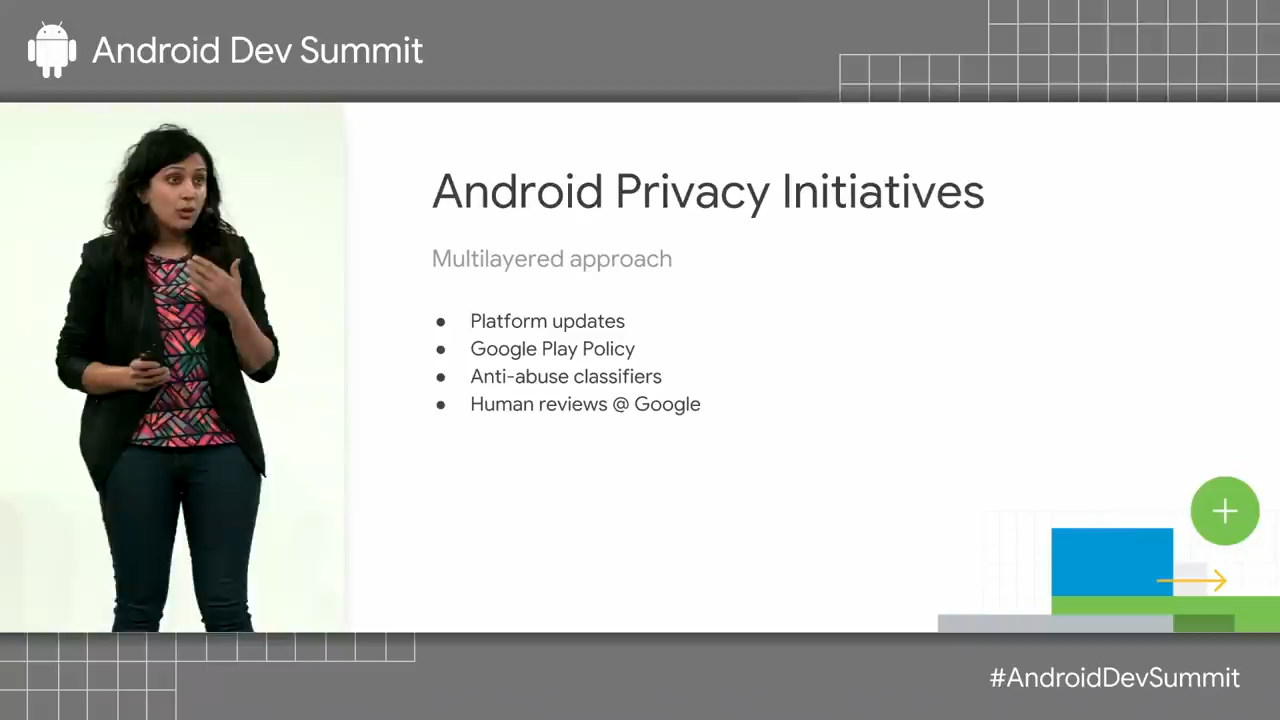 Android Dev Summit
Android Privacy Initiatives
Multilayered approach
● Platform updates
● Google Play Policy
● Anti-abuse classifiers
● Human reviews @ Google
#AndroidDevSummit